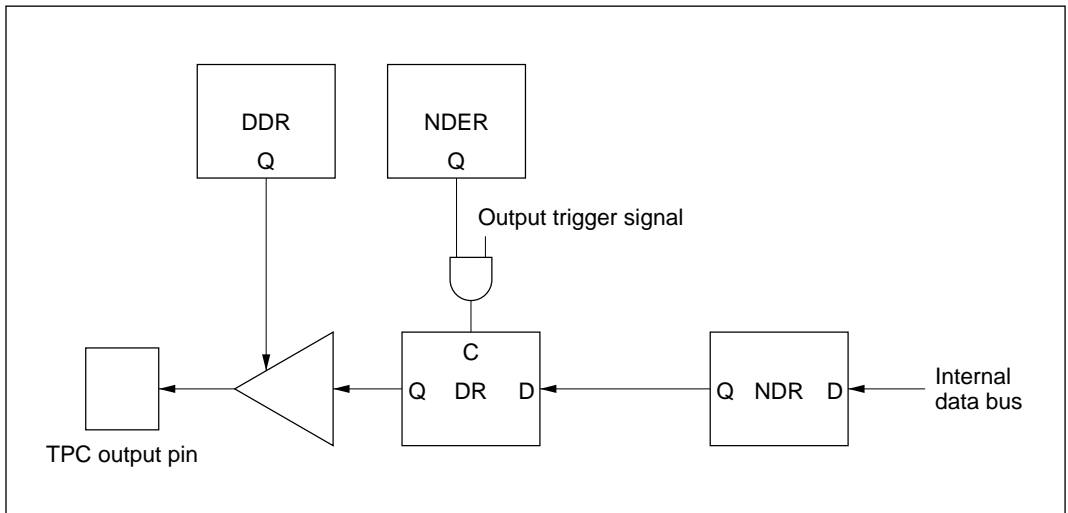 DDR
Q
NDER
Q
Output trigger signal
C
Q DR D
Q NDR D
Internal
data bus
TPC output pin